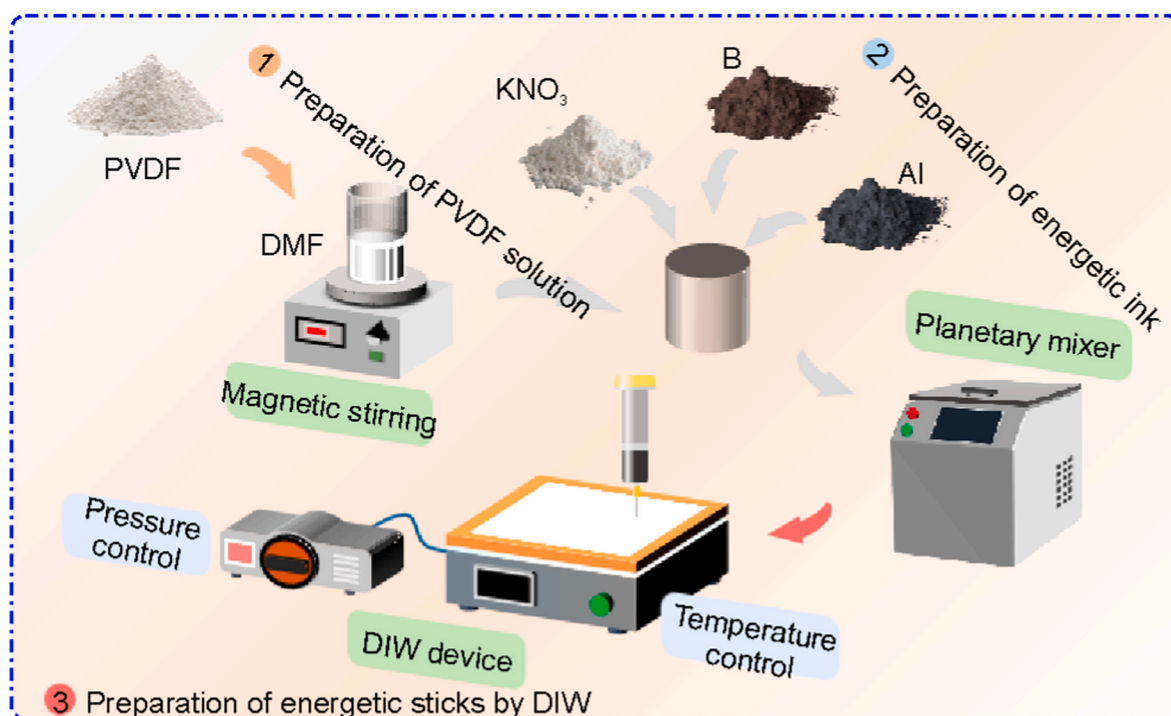 PVDF
1 Preparation of PVDF solution
DMF
Magnetic stirring
KNO₃
B
Al
2 Preparation of energetic ink
Planetary mixer
Pressure
control
DIW device
Temperature
control
3 Preparation of energetic sticks by DIW